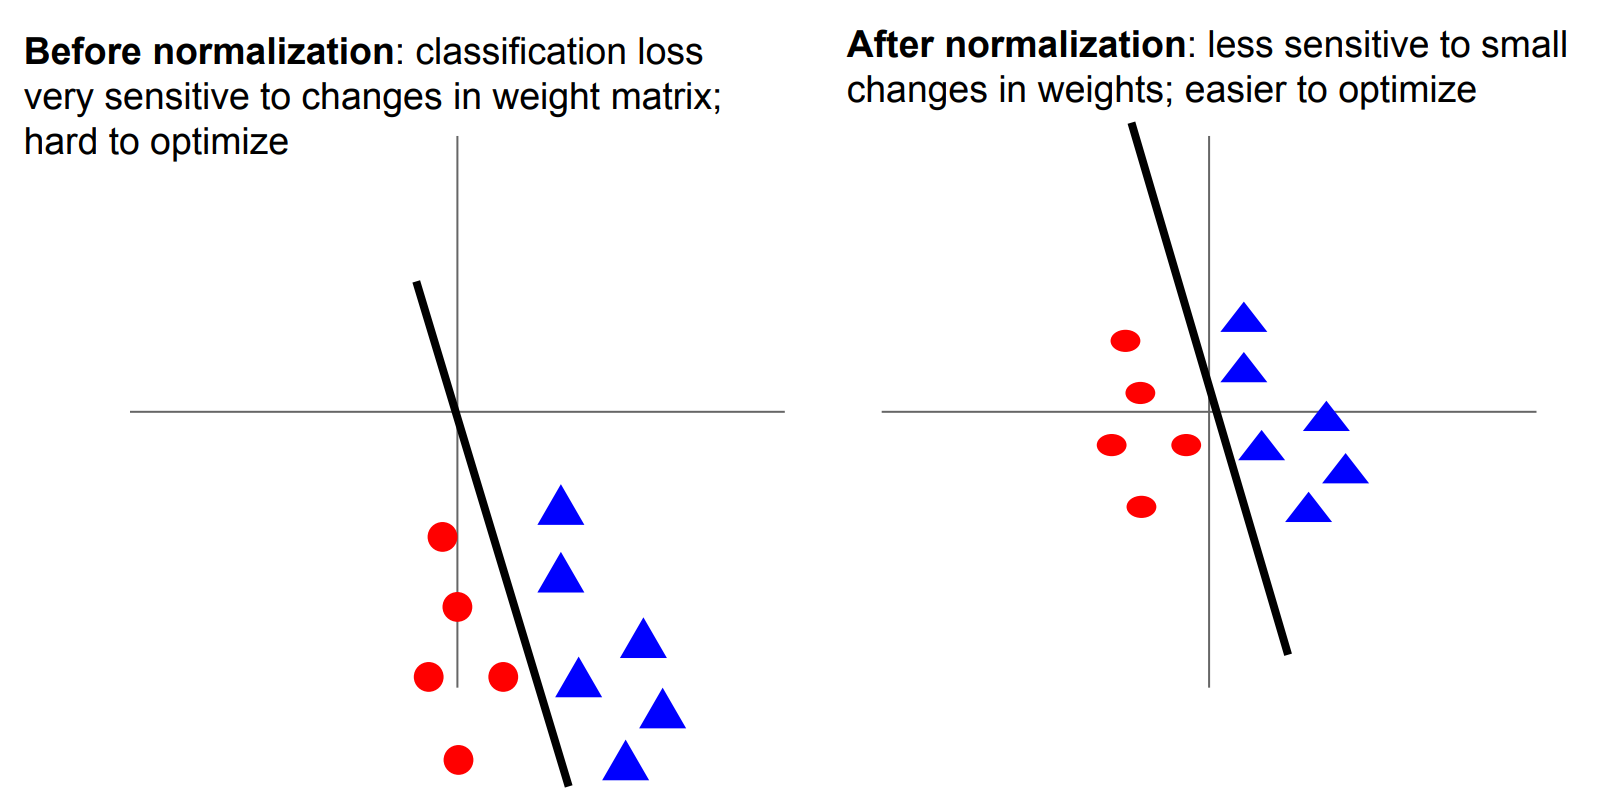 Before normalization: classification loss
very sensitive to changes in weight matrix;
hard to optimize
After normalization: less sensitive to small
changes in weights; easier to optimize